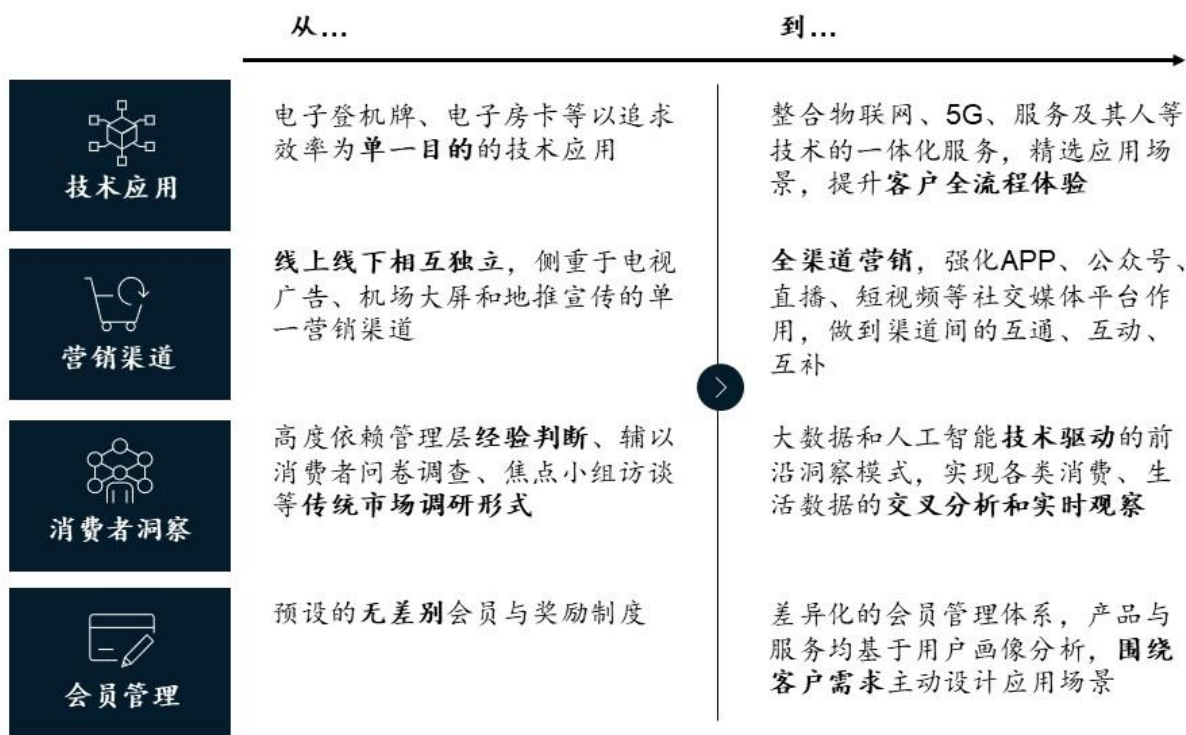 从...
到...
技术应用
电子登机牌、电子房卡等以追求
效率为单一目的的技术应用
整合物联网、5G、服务及其人等
技术的一体化服务，精选应用场
景，提升客户全流程体验
营销渠道
线上线下相互独立，侧重于电视
广告、机场大屏和地推宣传的单
一营销渠道
全渠道营销，强化APP、公众号、
直播、短视频等社交媒体平台作
用，做到渠道间的互通、互动、
互补
消费者洞察
高度依赖管理层经验判断、辅以
消费者问卷调查、焦点小组访谈
等传统市场调研形式
大数据和人工智能技术驱动的前
沿洞察模式，实现各类消费、生
活数据的交叉分析和实时观察
会员管理
预设的无差别会员与奖励制度
差异化的会员管理体系，产品与
服务均基于用户画像分析，围绕
客户需求主动设计应用场景